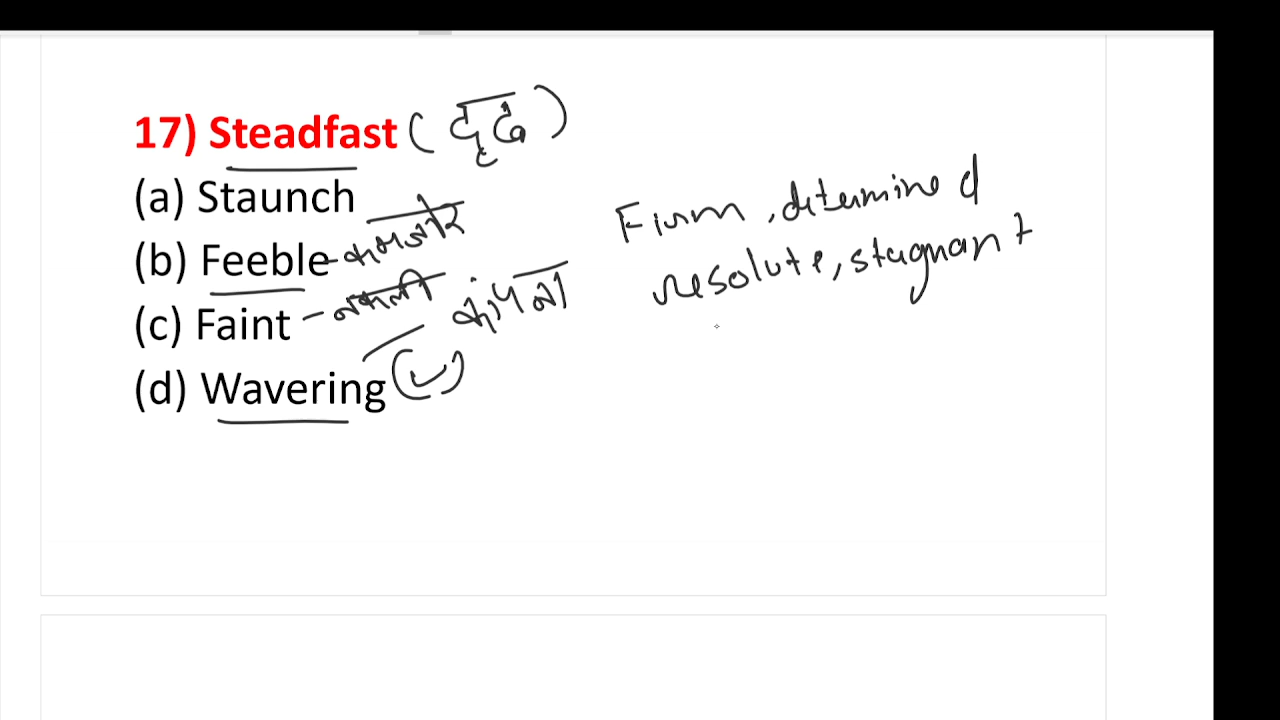 17) Steadfast ( दृढ़ )
(a) Staunch
(b) Feeble - कमजोर
(c) Faint -
(d) Wavering (✓)
काँपना
Firm, determined
resolute, stagnant